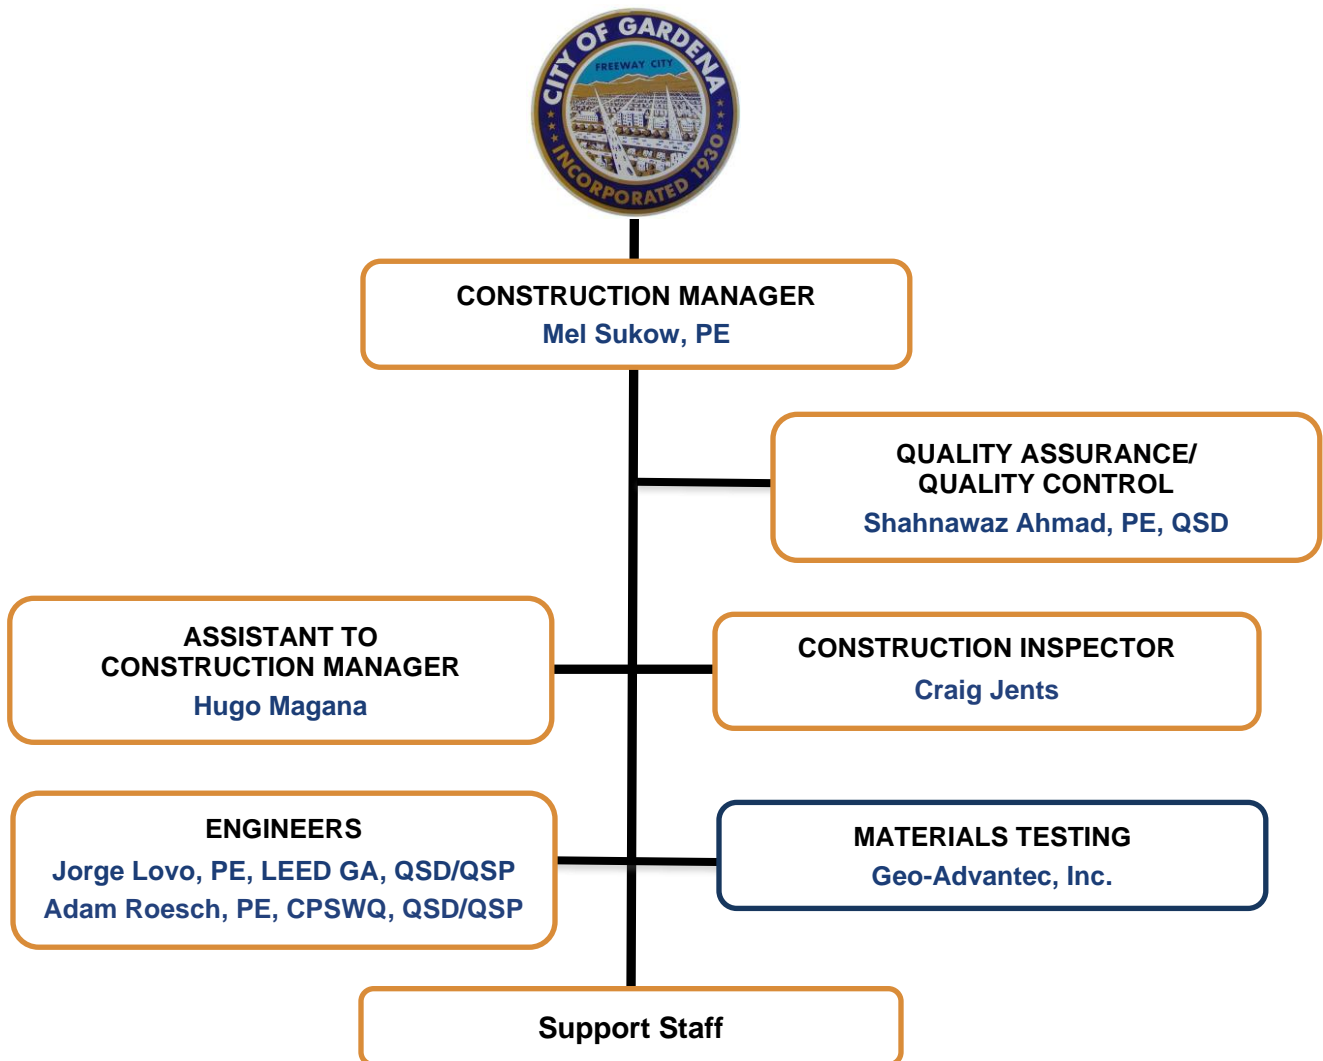 CITY OF GARDENA
FREEWAY CITY
INCORPORATED 1930
CONSTRUCTION MANAGER
Mel Sukow, PE
QUALITY ASSURANCE/
QUALITY CONTROL
Shahnawaz Ahmad, PE, QSD
ASSISTANT TO
CONSTRUCTION MANAGER
Hugo Magana
CONSTRUCTION INSPECTOR
Craig Jents
ENGINEERS
Jorge Lovo, PE, LEED GA, QSD/QSP
Adam Roesch, PE, CPSWQ, QSD/QSP
MATERIALS TESTING
Geo-Advantec, Inc.
Support Staff